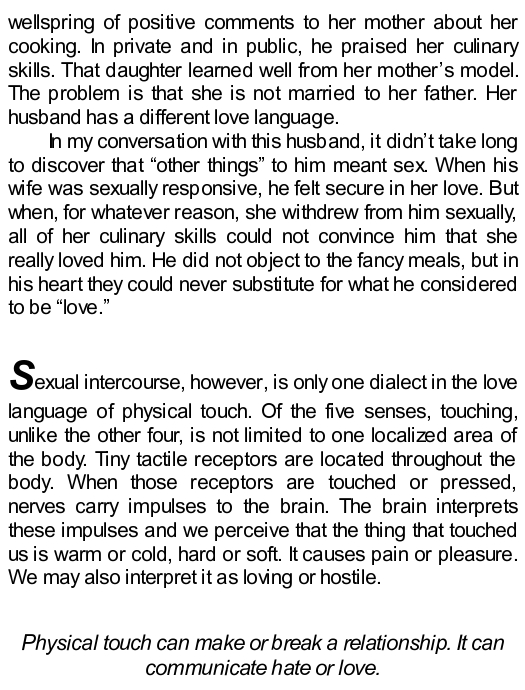 wellspring of positive comments to her mother about her
cooking. In private and in public, he praised her culinary
skills. That daughter learned well from her mother's model.
The problem is that she is not married to her father. Her
husband has a different love language.
In my conversation with this husband, it didn't take long
to discover that “other things” to him meant sex. When his
wife was sexually responsive, he felt secure in her love. But
when, for whatever reason, she withdrew from him sexually,
all of her culinary skills could not convince him that she
really loved him. He did not object to the fancy meals, but in
his heart they could never substitute for what he considered
to be “love.”
Sexual intercourse, however, is only one dialect in the love
language of physical touch. Of the five senses, touching,
unlike the other four, is not limited to one localized area of
the body. Tiny tactile receptors are located throughout the
body. When those receptors are touched or pressed,
nerves carry impulses to the brain. The brain interprets
these impulses and we perceive that the thing that touched
us is warm or cold, hard or soft. It causes pain or pleasure.
We may also interpret it as loving or hostile.
Physical touch can make or break a relationship. It can
communicate hate or love.